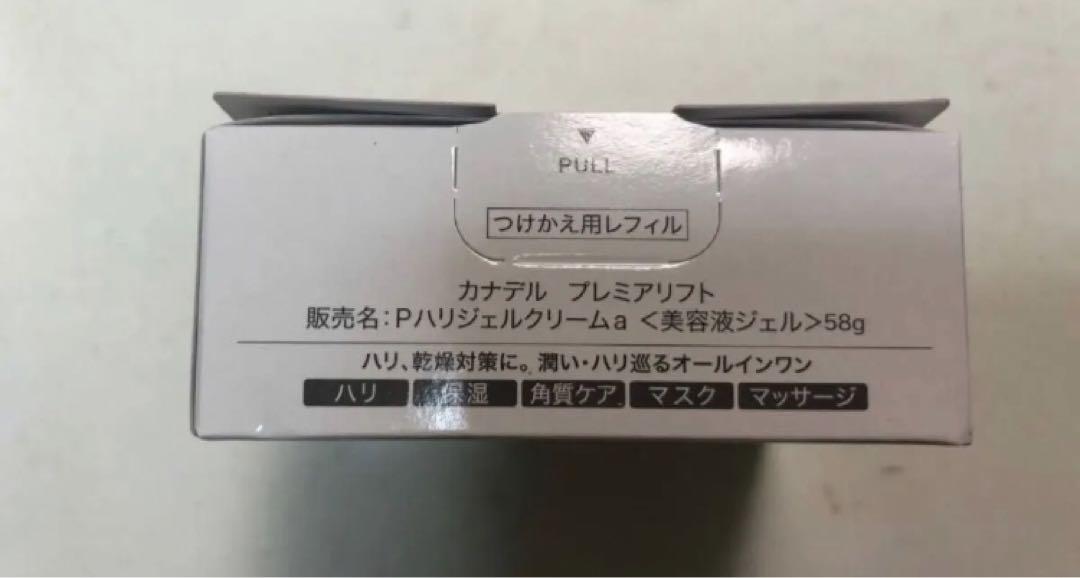 PULL
つけかえ用レフィル
カナデル プレミアリフト
販売名:Pハリジェルクリームa <美容液ジェル>58g
ハリ、乾燥対策に。潤い・ハリ巡るオールインワン
ハリ 保湿 角質ケア マスク マッサージ